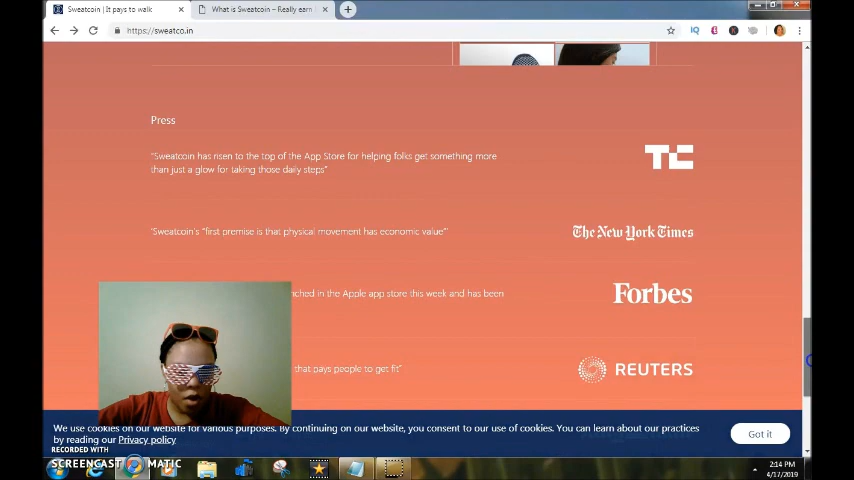 Sweatcoin | It pays to walk
What is Sweatcoin – Really earn
https://sweatco.in
Press
"Sweatcoin has risen to the top of the App Store for helping folks get something more
than just a glow for taking those daily steps"
TC
"Sweatcoin's "first premise is that physical movement has economic value""
The New York Times
nched in the Apple app store this week and has been
Forbes
that pays people to get fit"
REUTERS
We use cookies on our website for various purposes. By continuing on our website, you consent to our use of cookies. You can learn about our practices
by reading our Privacy policy
Got it
RECORDED WITH
SCREENCAST MATIC
2:14 PM
4/17/2019